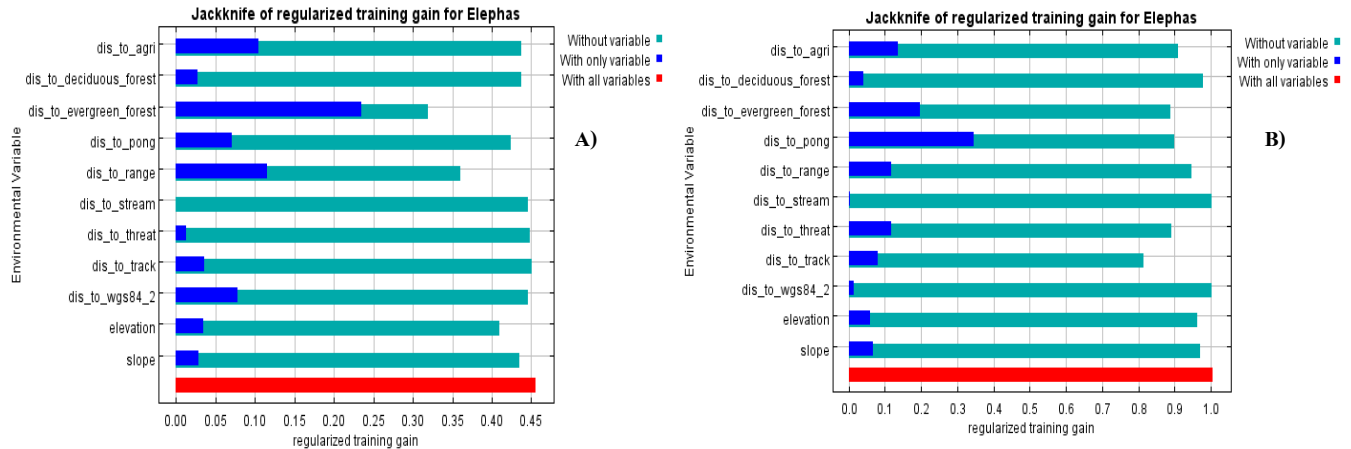 Jackknife of regularized training gain for Elephas
Environmental Variable
dis_to_agri
dis_to_deciduous_forest
dis_to_evergreen_forest
dis_to_pong
dis_to_range
dis_to_stream
dis_to_threat
dis_to_track
dis_to_wgs84_2
elevation
slope
Without variable
With only variable
With all variables
A)
0.00 0.05 0.10 0.15 0.20 0.25 0.30 0.35 0.40 0.45
regularized training gain
Jackknife of regularized training gain for Elephas
Environmental Variable
dis_to_agri
dis_to_deciduous_forest
dis_to_evergreen_forest
dis_to_pong
dis_to_range
dis_to_stream
dis_to_threat
dis_to_track
dis_to_wgs84_2
elevation
slope
Without variable
With only variable
With all variables
B)
0.0 0.1 0.2 0.3 0.4 0.5 0.6 0.7 0.8 0.9 1.0
regularized training gain